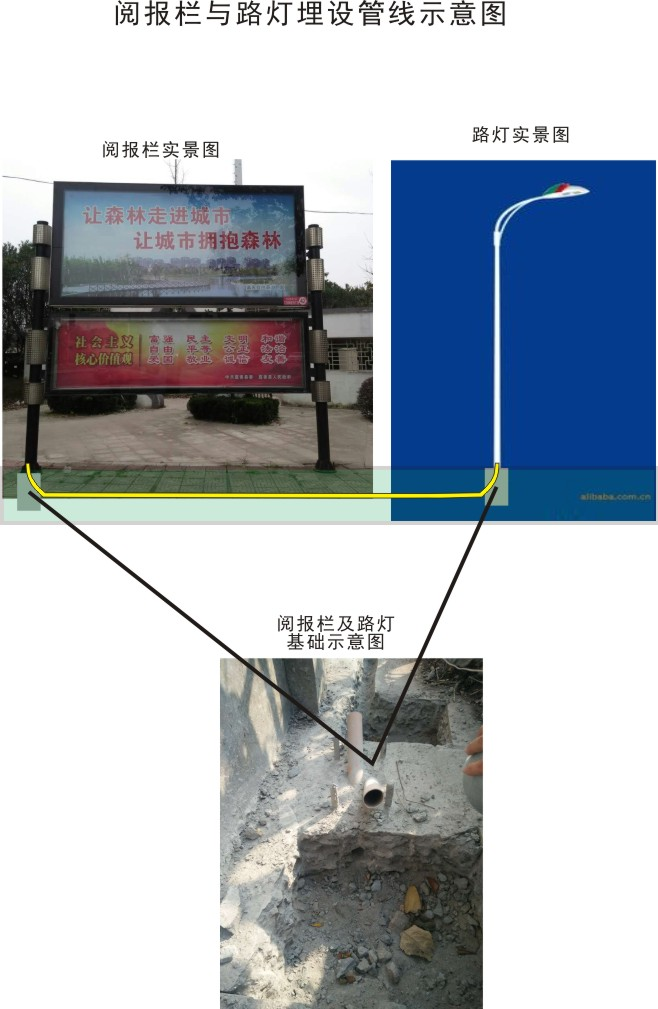 阅报栏与路灯埋设管线示意图
阅报栏实景图
路灯实景图
让森林走进城市
让城市拥抱森林
社会主义
核心价值观
富强 民主 文明 和谐
自由 平等 公正 法治
爱国 敬业 诚信 友善
alibaba.com.cn
阅报栏及路灯
基础示意图